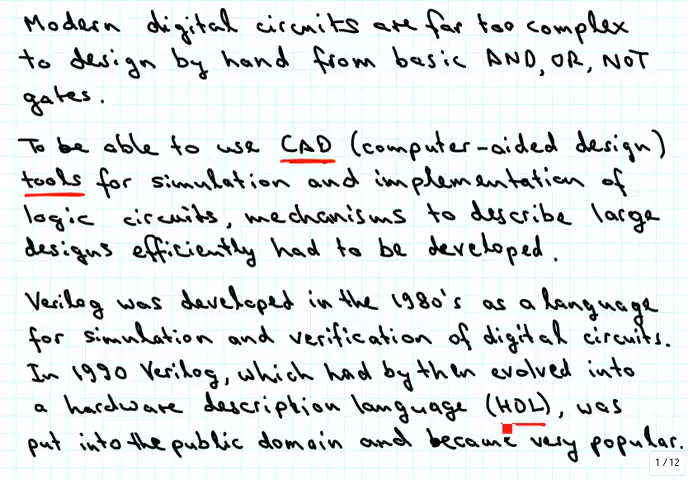 Modern digital circuits are far too complex
to design by hand from basic AND, OR, NOT
gates.
To be able to use CAD (computer-aided design)
tools for simulation and implementation of
logic circuits, mechanisms to describe large
designs efficiently had to be developed.
Verilog was developed in the 1980's as a language
for simulation and verification of digital circuits.
In 1990 Verilog, which had by then evolved into
a hardware description language (HDL), was
put into the public domain and became very popular.
1 / 12